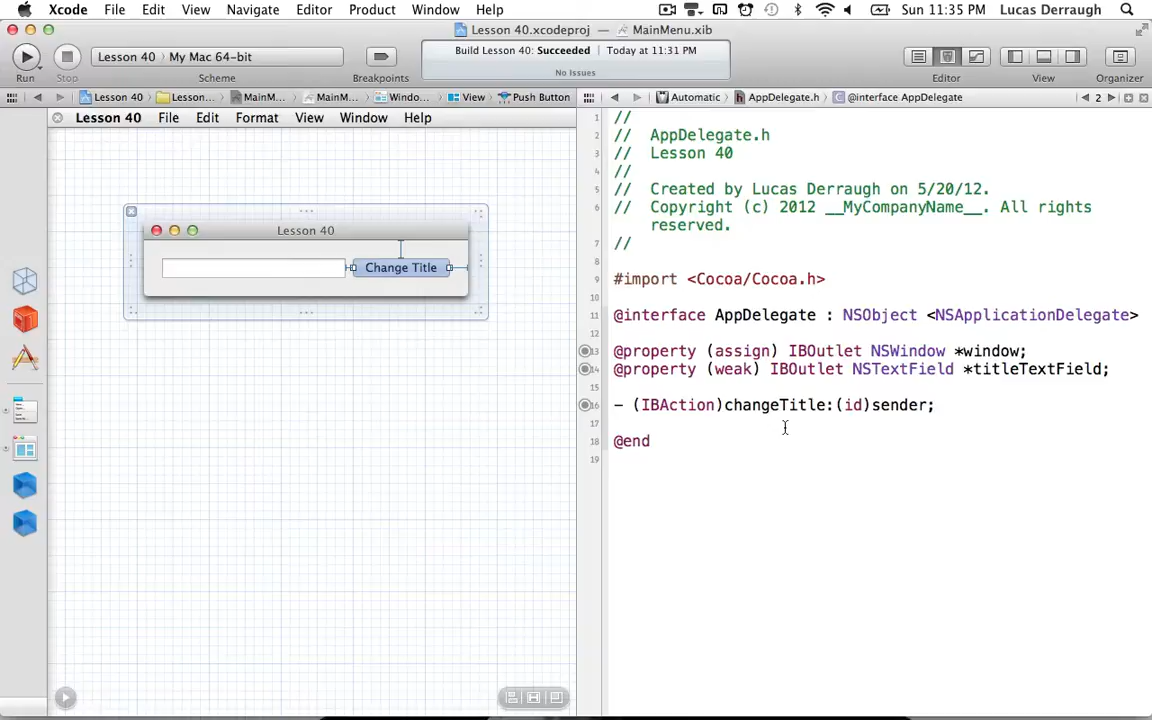 Xcode File Edit View Navigate Editor Product Window Help Sun 11:35 PM Lucas Derraugh
Lesson 40.xcodeproj — MainMenu.xib
Lesson 40 › My Mac 64-bit
Build Lesson 40: Succeeded | Today at 11:31 PM
No Issues
Run Stop Scheme Breakpoints Editor View Organizer
Lesson 40 Lesson... MainM... MainM... Windo... View Push Button
Automatic AppDelegate.h @interface AppDelegate 2
Lesson 40 File Edit Format View Window Help
Lesson 40
Change Title
1 //
2 // AppDelegate.h
3 // Lesson 40
4 //
5 // Created by Lucas Derraugh on 5/20/12.
6 // Copyright (c) 2012 __MyCompanyName__. All rights
reserved.
7 //
8
9 #import <Cocoa/Cocoa.h>
10
11 @interface AppDelegate : NSObject <NSApplicationDelegate>
12
13 @property (assign) IBOutlet NSWindow *window;
14 @property (weak) IBOutlet NSTextField *titleTextField;
15
16 - (IBAction)changeTitle:(id)sender;
17
18 @end
19